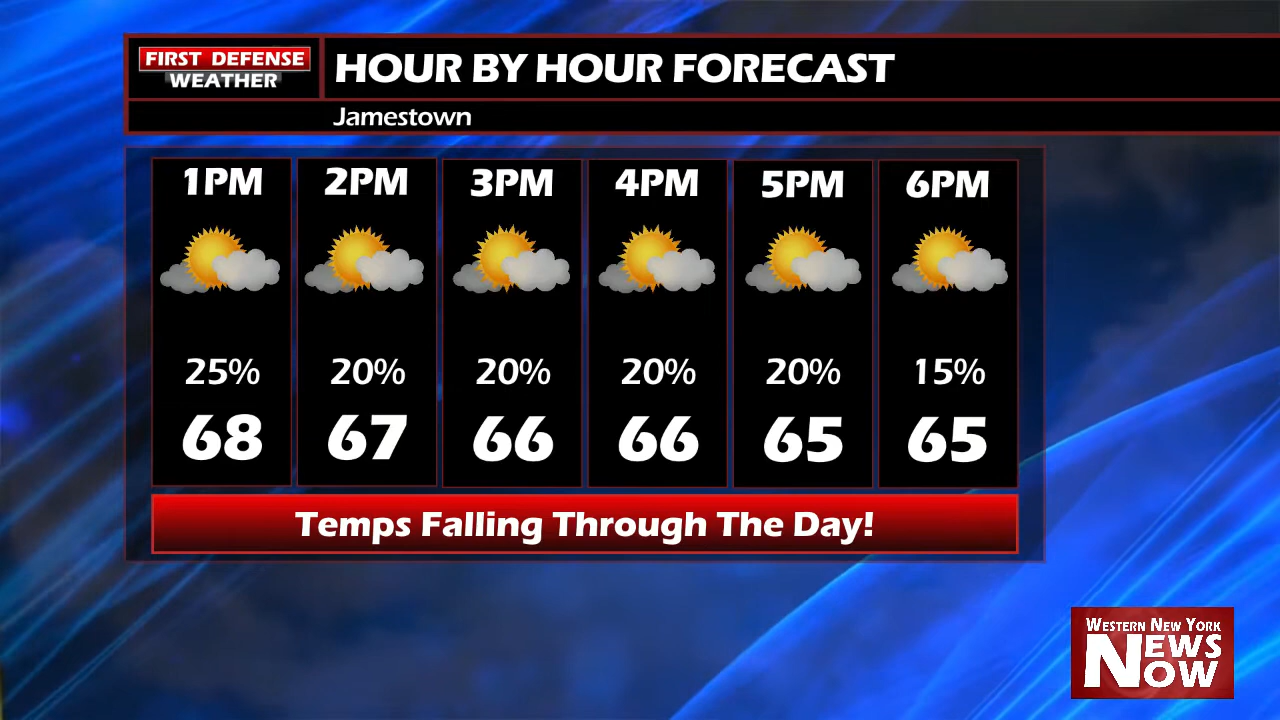 FIRST DEFENSE
WEATHER
HOUR BY HOUR FORECAST
Jamestown
1PM 2PM 3PM 4PM 5PM 6PM
25% 20% 20% 20% 20% 15%
68 67 66 66 65 65
Temps Falling Through The Day!
WESTERN NEW YORK
NEWS
NOW